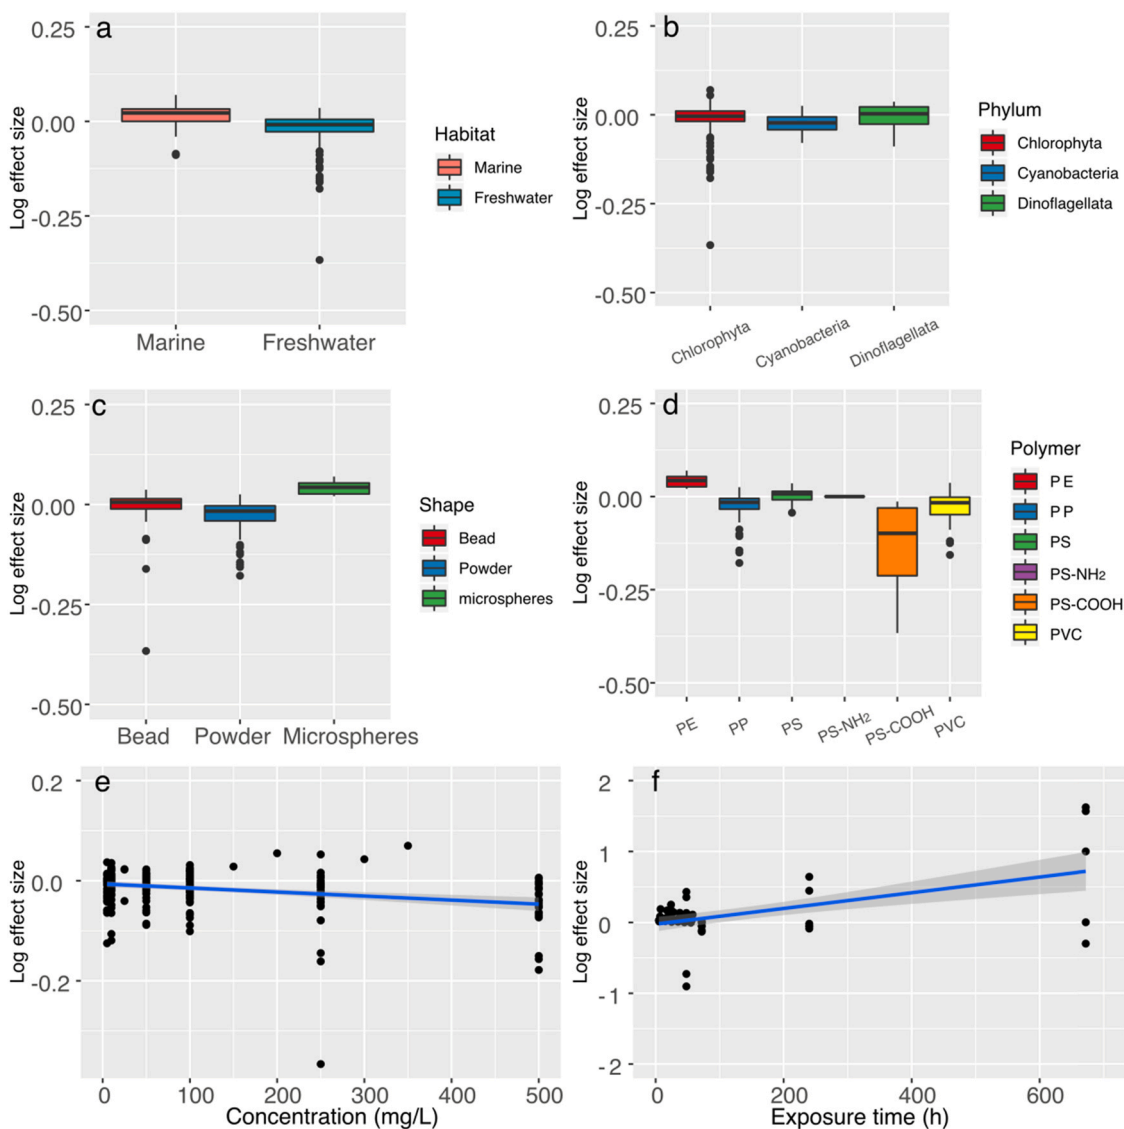 a
0.25
0.00
-0.25
-0.50
Log effect size
Marine
Freshwater
Habitat
Marine
Freshwater
b
0.25
0.00
-0.25
-0.50
Log effect size
Chlorophyta
Cyanobacteria
Dinoflagellata
Phylum
Chlorophyta
Cyanobacteria
Dinoflagellata
c
0.25
0.00
-0.25
-0.50
Log effect size
Bead
Powder
Microspheres
Shape
Bead
Powder
microspheres
d
0.25
0.00
-0.25
-0.50
Log effect size
PE
PP
PS
PS-NH2
PS-COOH
PVC
Polymer
P E
P P
PS
PS-NH2
PS-COOH
PVC
e
0.2
0.0
-0.2
Log effect size
0
100
200
300
400
500
Concentration (mg/L)
f
2
1
0
-1
-2
Log effect size
0
200
400
600
Exposure time (h)